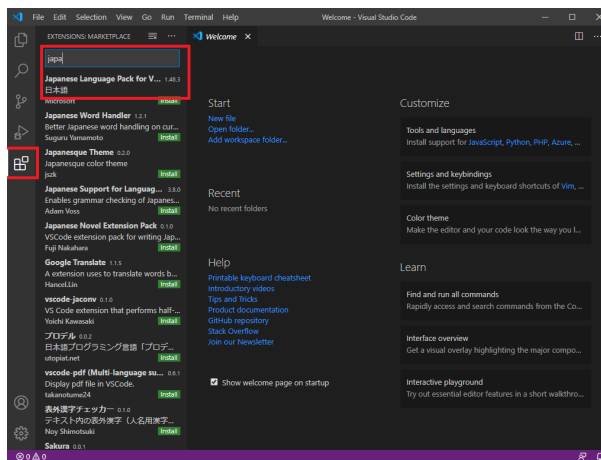 File Edit Selection View Go Run Terminal Help Welcome - Visual Studio Code
EXTENSIONS: MARKETPLACE
Welcome
japa
Japanese Language Pack for V... 1.48.3
日本語
Microsoft Install
Japanese Word Handler 1.2.1
Better Japanese word handling on cur...
Suguru Yamamoto Install
Japanesque Theme 0.2.0
Japanesque color theme
jszk Install
Japanese Support for Languag... 3.8.0
Enables grammar checking of Japanes...
Adam Voss Install
Japanese Novel Extension Pack 0.1.0
VSCode extension pack for writing Jap...
Fuji Nakahara Install
Google Translate 1.1.5
A extension uses to translate words b...
Hancel.Lin Install
vscode-jaconv 0.1.0
VS Code extension that performs half-...
Yoichi Kawasaki Install
プロデル 0.0.2
日本語プログラミング言語「プロデ...
utopiat.net Install
vscode-pdf (Multi-language su... 0.6.1
Display pdf file in VSCode.
takanotume24 Install
表外漢字チェッカー 0.1.0
テキスト内の表外漢字（人名用漢字...
Noy Shimotsuki Install
Sakura 0.0.1
Start
New file
Open folder...
Add workspace folder...
Recent
No recent folders
Help
Printable keyboard cheatsheet
Introductory videos
Tips and Tricks
Product documentation
GitHub repository
Stack Overflow
Join our Newsletter
Show welcome page on startup
Customize
Tools and languages
Install support for JavaScript, Python, PHP, Azure, ...
Settings and keybindings
Install the settings and keyboard shortcuts of Vim, ...
Color theme
Make the editor and your code look the way you l...
Learn
Find and run all commands
Rapidly access and search commands from the Co...
Interface overview
Get a visual overlay highlighting the major compo...
Interactive playground
Try out essential editor features in a short walkthro...
0 0